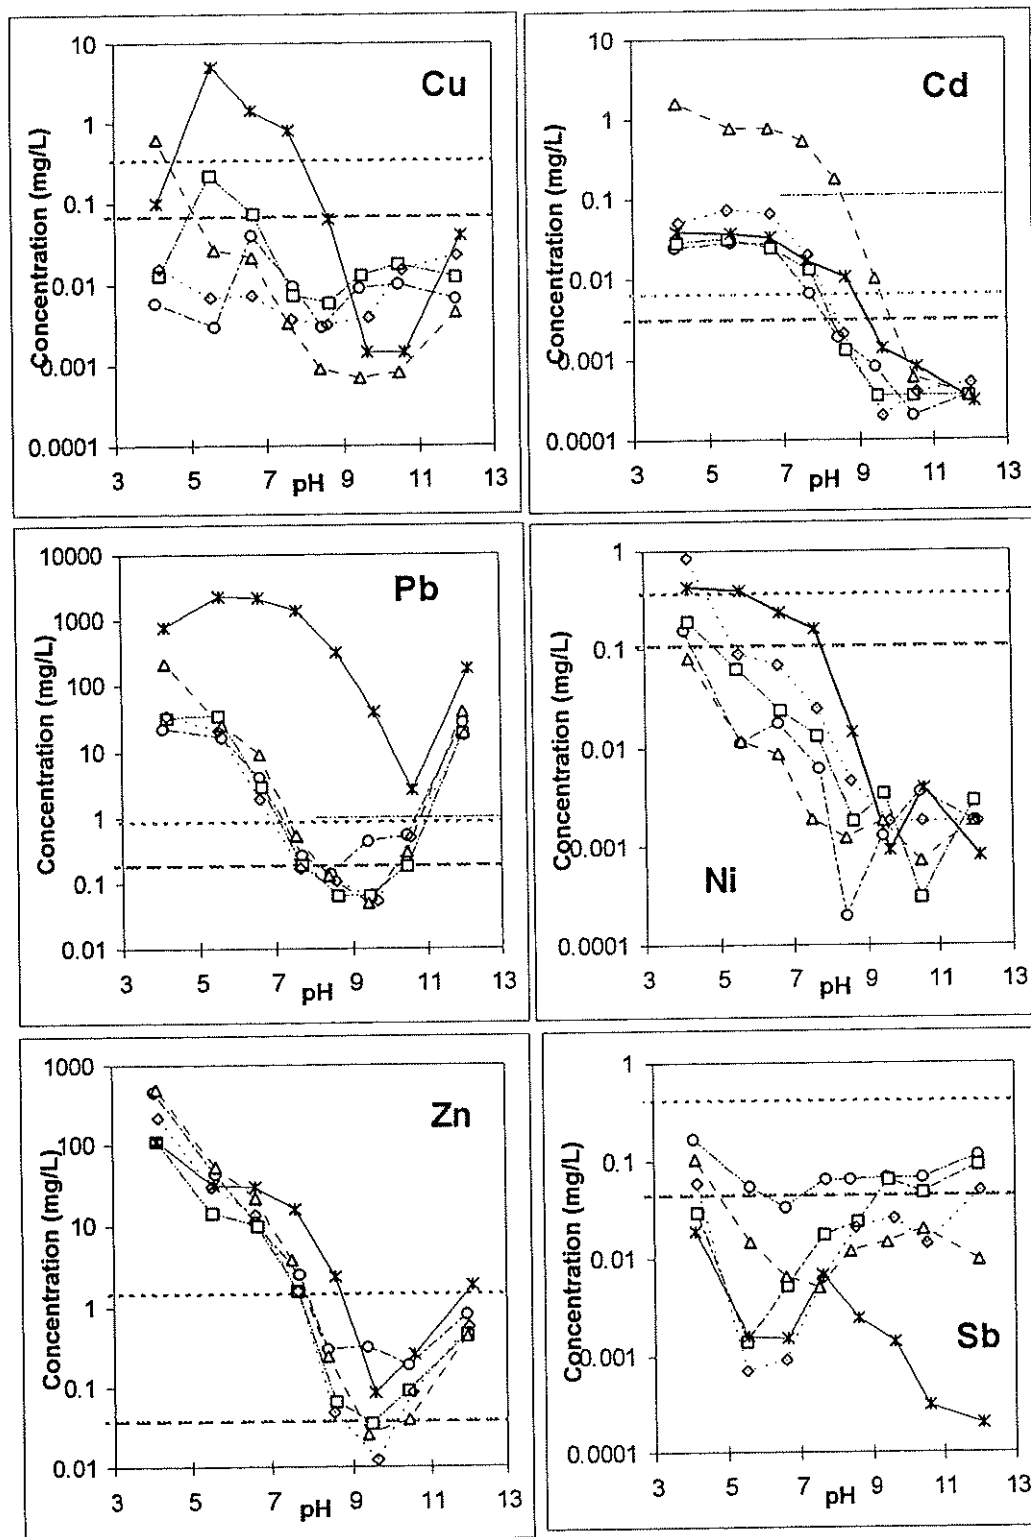 Cu
Concentration (mg/L)
10
1
0.1
0.01
0.001
0.0001
3 5 7 9 11 13
pH
Cd
Concentration (mg/L)
10
1
0.1
0.01
0.001
0.0001
3 5 7 9 11 13
pH
Pb
Concentration (mg/L)
10000
1000
100
10
1
0.1
0.01
3 5 7 9 11 13
pH
Ni
Concentration (mg/L)
1
0.1
0.01
0.001
0.0001
3 5 7 9 11 13
pH
Zn
Concentration (mg/L)
1000
100
10
1
0.1
0.01
3 5 7 9 11 13
pH
Sb
Concentration (mg/L)
1
0.1
0.01
0.001
0.0001
3 5 7 9 11 13
pH